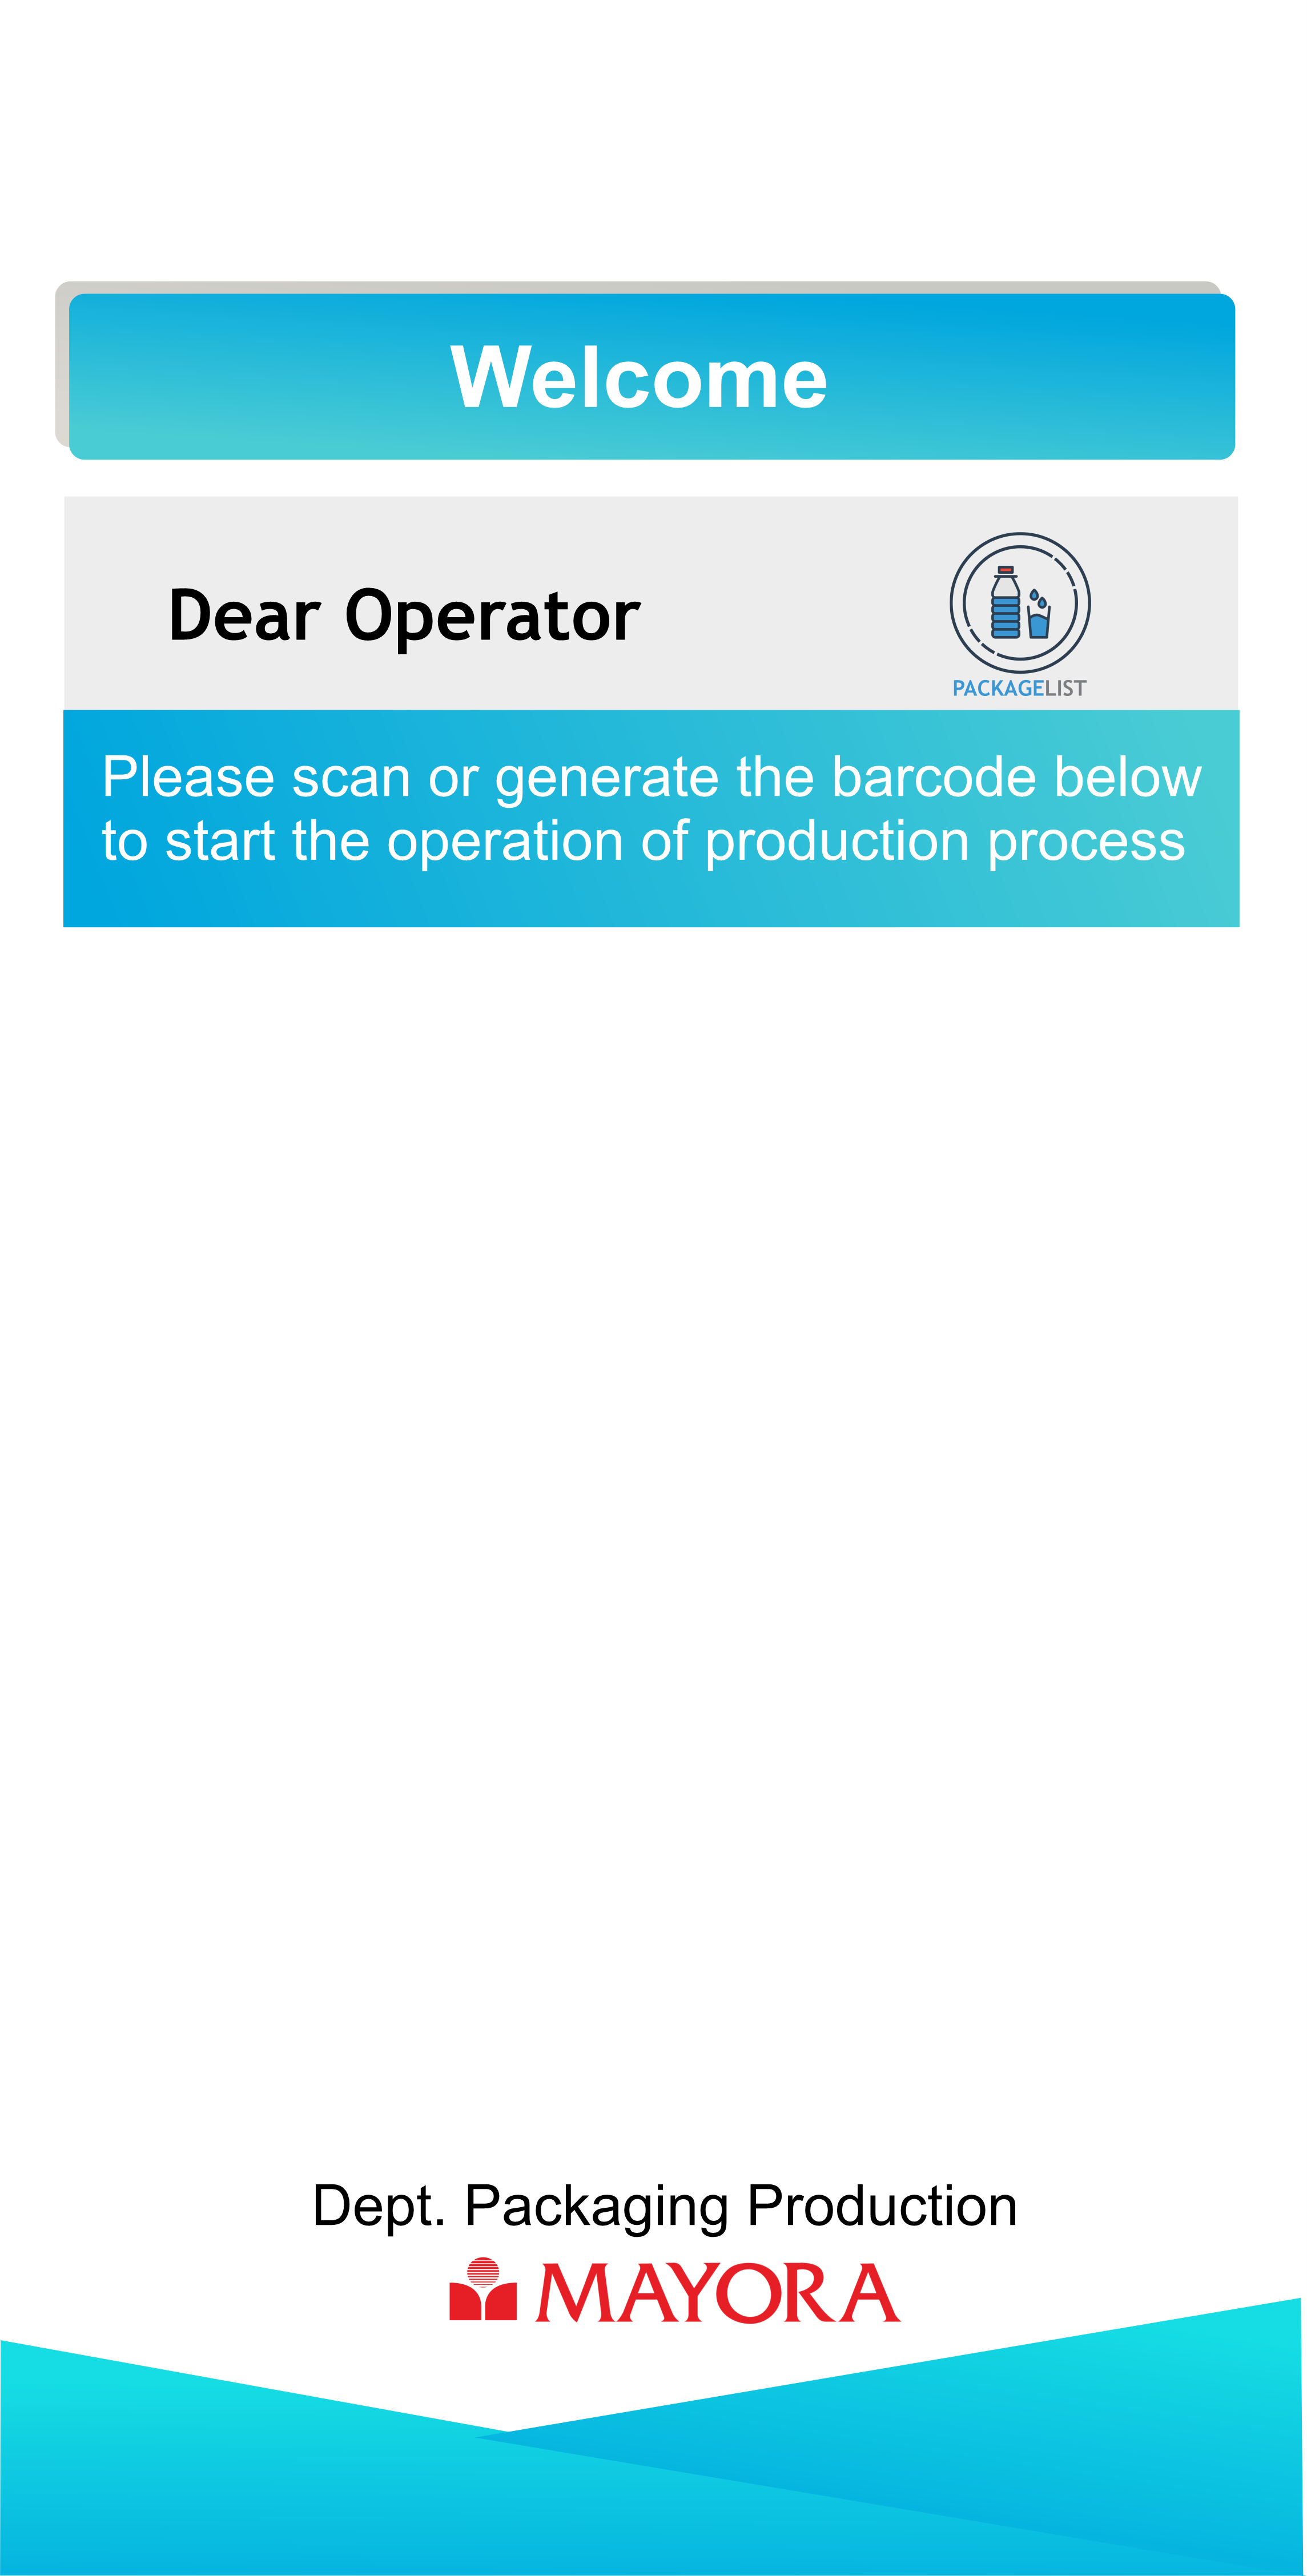 Welcome
Dear Operator
PACKAGELIST
Please scan or generate the barcode below
to start the operation of production process
Dept. Packaging Production
MAYORA